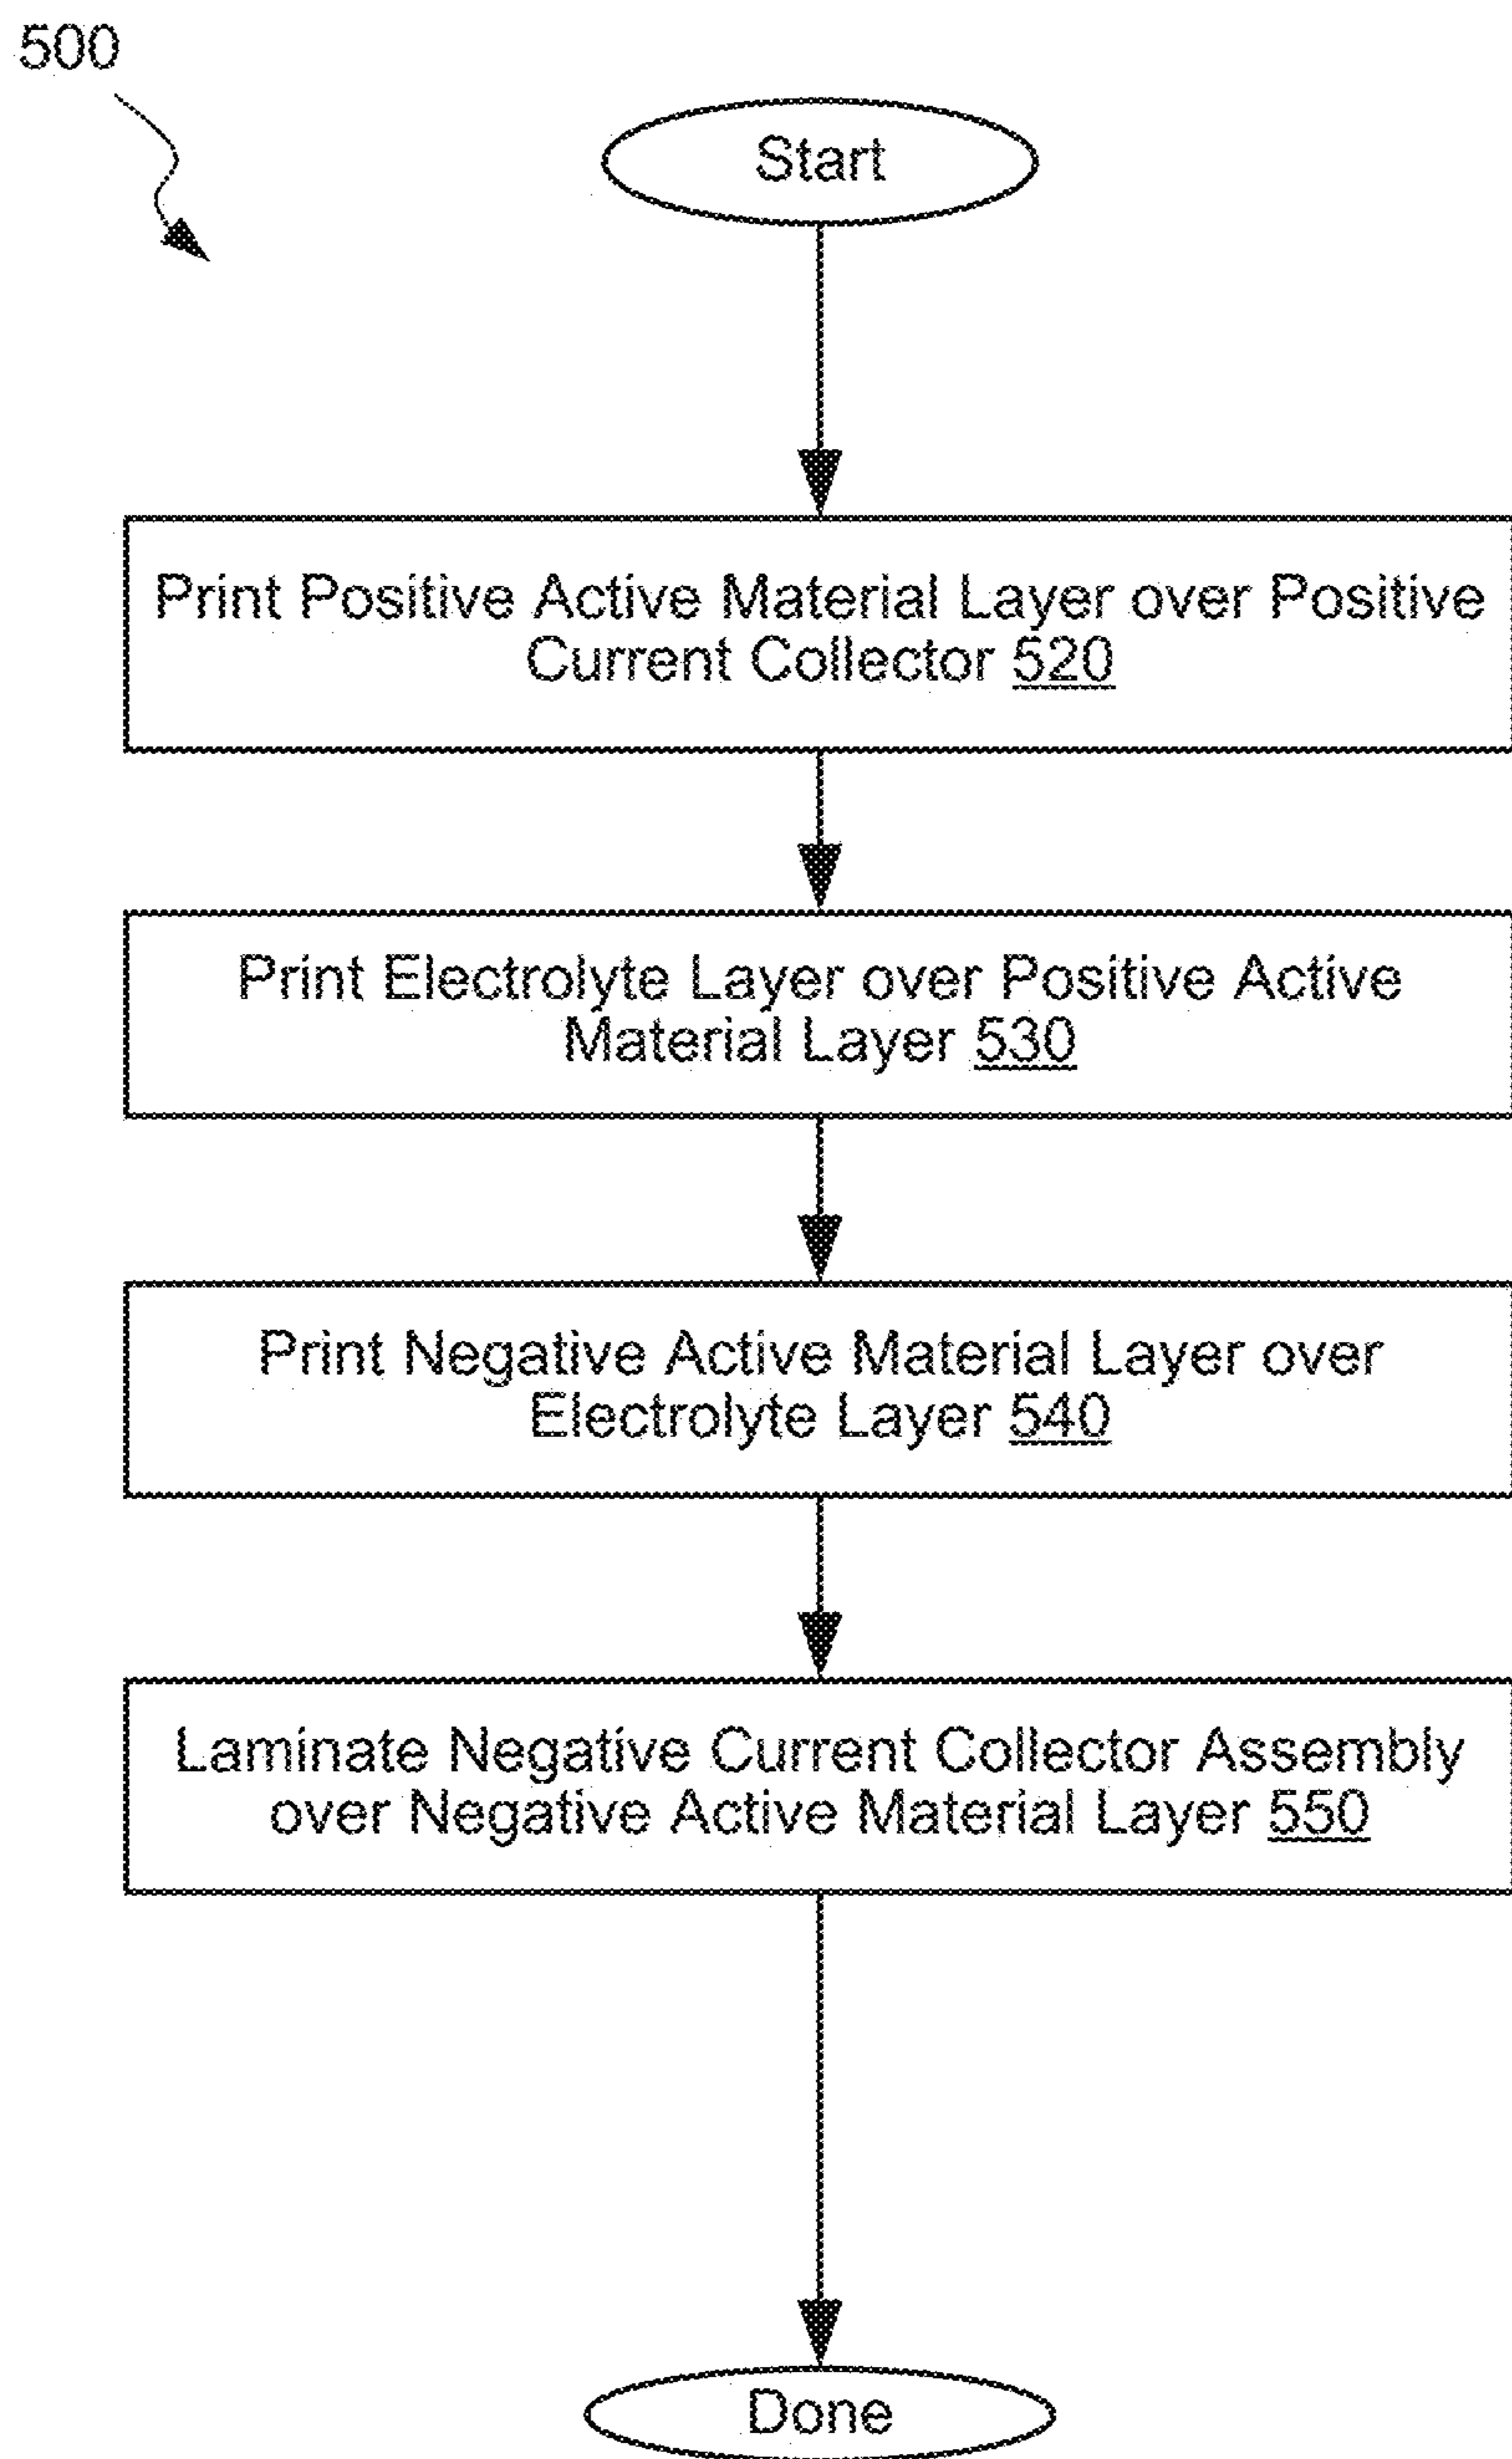 500
Start
Print Positive Active Material Layer over Positive
Current Collector 520
Print Electrolyte Layer over Positive Active
Material Layer 530
Print Negative Active Material Layer over
Electrolyte Layer 540
Laminate Negative Current Collector Assembly
over Negative Active Material Layer 550
Done